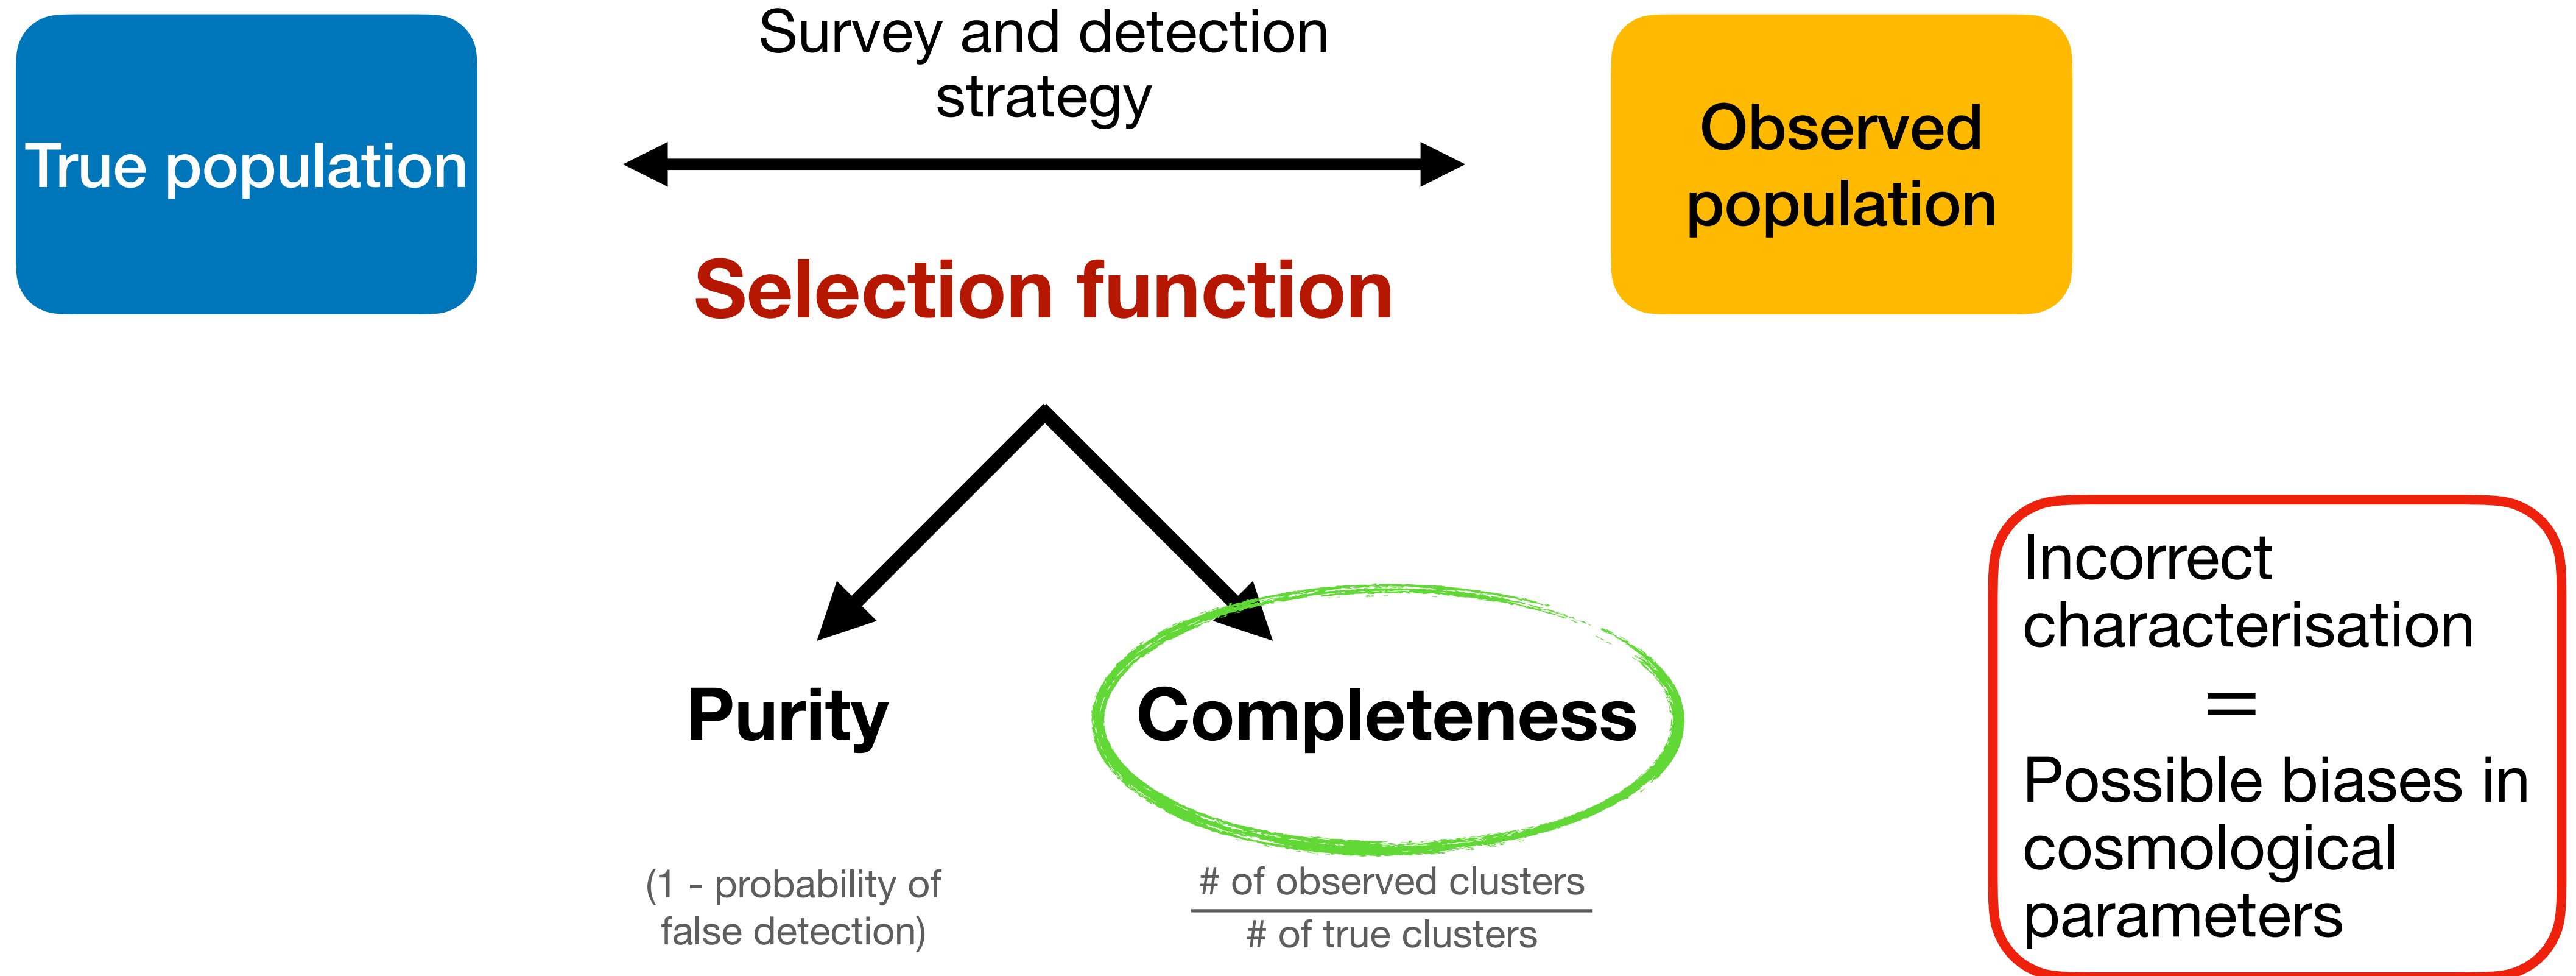 True population
Survey and detection
strategy
Observed
population
Selection function
Purity
Completeness
(1 - probability of
false detection)
# of observed clusters
# of true clusters
Incorrect
characterisation
=
Possible biases in
cosmological
parameters